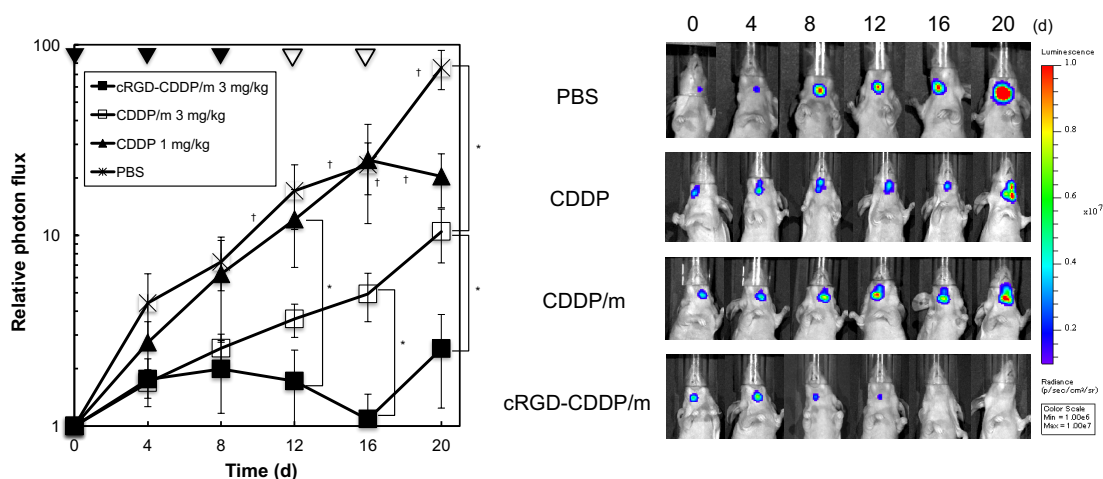 100
10
1
Relative photon flux
cRGD-CDDP/m 3 mg/kg
CDDP/m 3 mg/kg
CDDP 1 mg/kg
PBS
†
†
†
†
†
*
*
*
*
0 4 8 12 16 20
Time (d)
0 4 8 12 16 20 (d)
PBS
CDDP
CDDP/m
cRGD-CDDP/m
Luminescence
1.0
0.8
0.6
x10⁷
0.4
0.2
Radiance
(p/sec/cm²/sr)
Color Scale
Min = 1.00e6
Max = 1.00e7